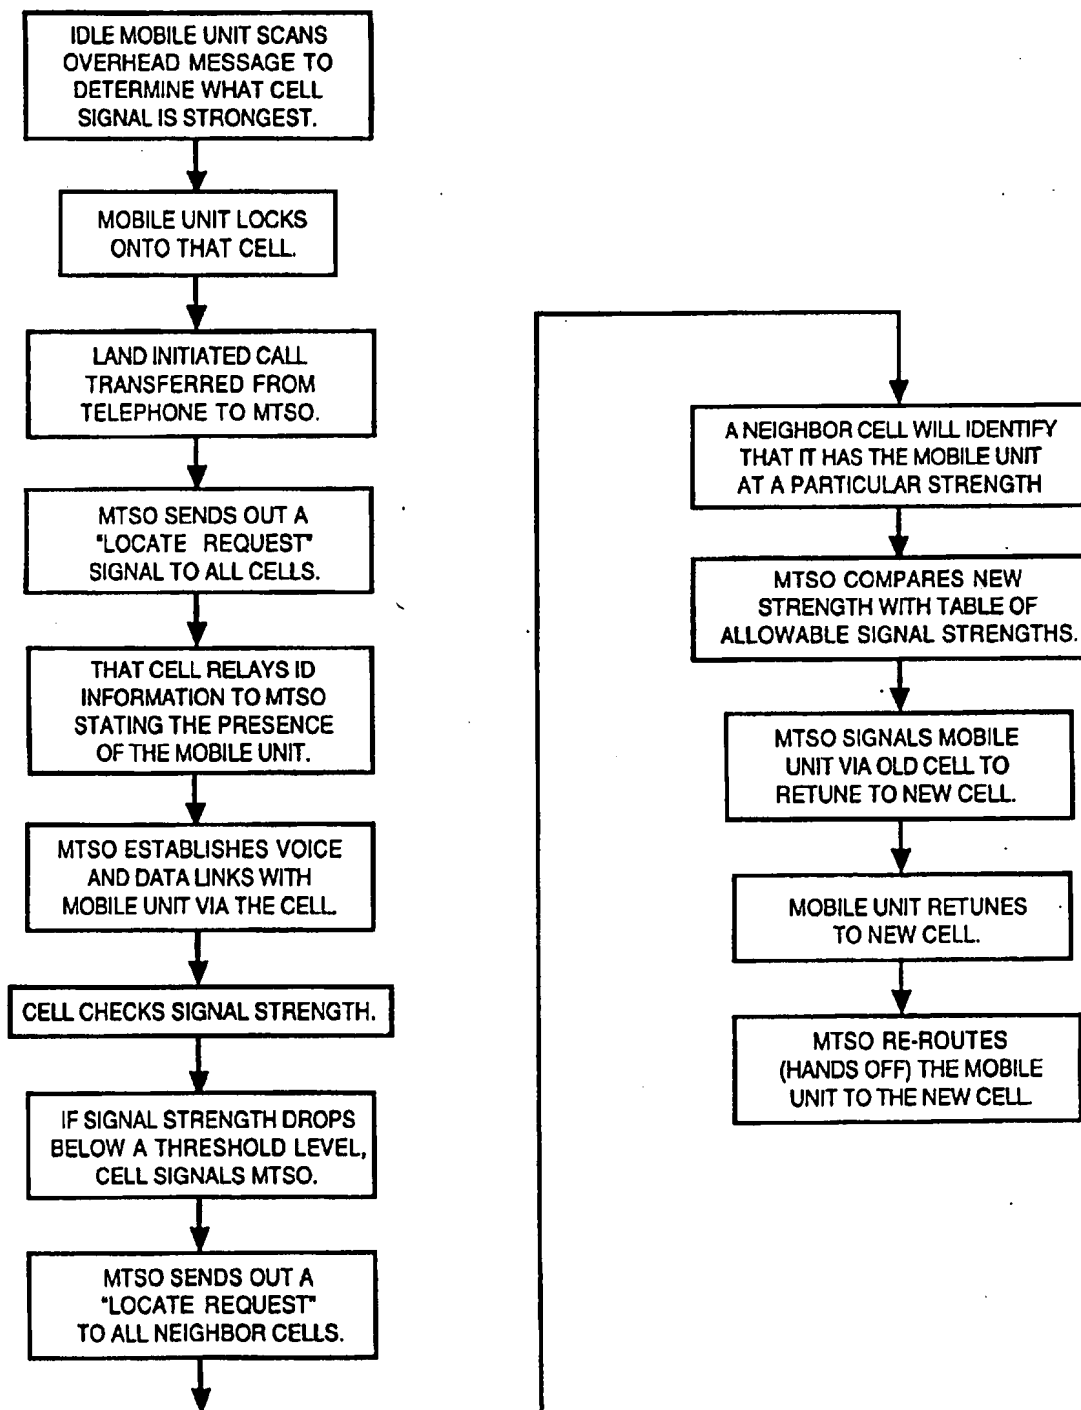 IDLE MOBILE UNIT SCANS
OVERHEAD MESSAGE TO
DETERMINE WHAT CELL
SIGNAL IS STRONGEST.
MOBILE UNIT LOCKS
ONTO THAT CELL.
LAND INITIATED CALL
TRANSFERRED FROM
TELEPHONE TO MTSO.
MTSO SENDS OUT A
"LOCATE REQUEST"
SIGNAL TO ALL CELLS.
THAT CELL RELAYS ID
INFORMATION TO MTSO
STATING THE PRESENCE
OF THE MOBILE UNIT.
MTSO ESTABLISHES VOICE
AND DATA LINKS WITH
MOBILE UNIT VIA THE CELL.
CELL CHECKS SIGNAL STRENGTH.
IF SIGNAL STRENGTH DROPS
BELOW A THRESHOLD LEVEL,
CELL SIGNALS MTSO.
MTSO SENDS OUT A
"LOCATE REQUEST"
TO ALL NEIGHBOR CELLS.
A NEIGHBOR CELL WILL IDENTIFY
THAT IT HAS THE MOBILE UNIT
AT A PARTICULAR STRENGTH
MTSO COMPARES NEW
STRENGTH WITH TABLE OF
ALLOWABLE SIGNAL STRENGTHS.
MTSO SIGNALS MOBILE
UNIT VIA OLD CELL TO
RETUNE TO NEW CELL.
MOBILE UNIT RETUNES
TO NEW CELL.
MTSO RE-ROUTES
(HANDS OFF) THE MOBILE
UNIT TO THE NEW CELL.